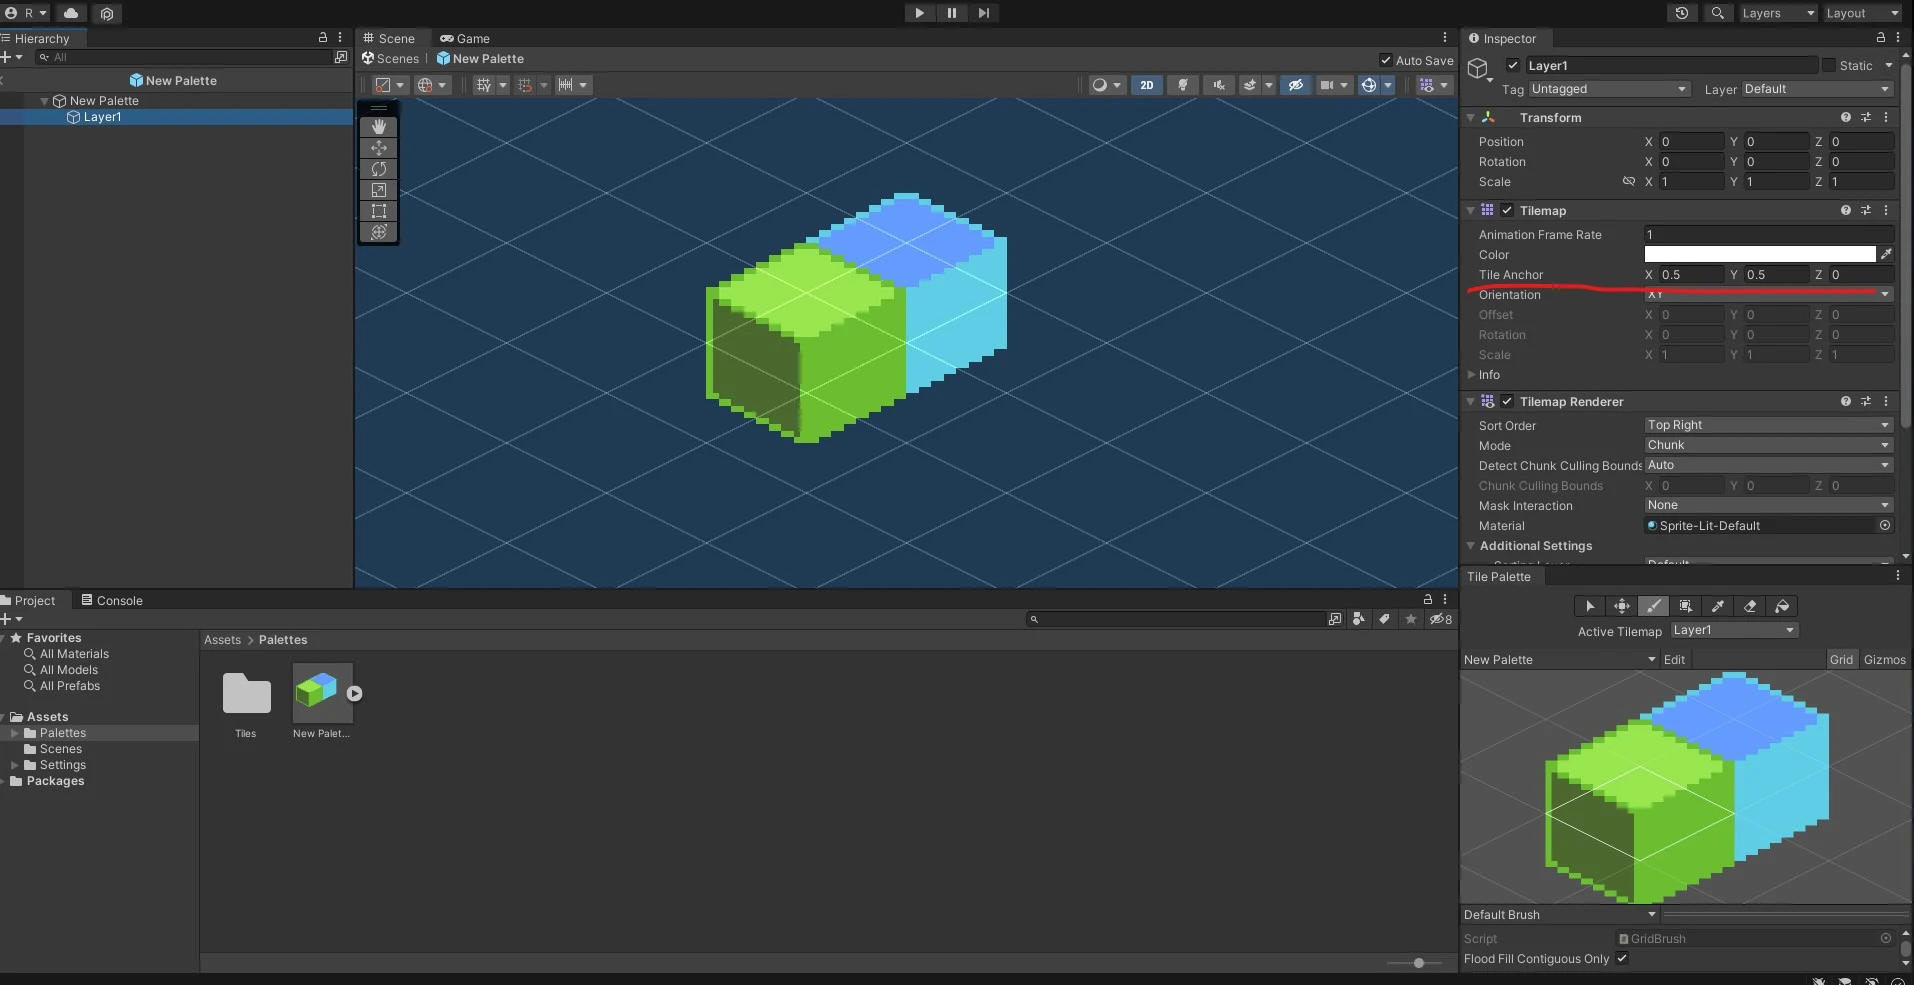 R Layers Layout
Hierarchy
All
New Palette
New Palette
Layer1
Scene Game
Scenes New Palette Auto Save
2D
Inspector
Layer1 Static
Tag Untagged Layer Default
Transform
Position X 0 Y 0 Z 0
Rotation X 0 Y 0 Z 0
Scale X 1 Y 1 Z 1
Tilemap
Animation Frame Rate 1
Color
Tile Anchor X 0.5 Y 0.5 Z 0
Orientation XY
Offset X 0 Y 0 Z 0
Rotation X 0 Y 0 Z 0
Scale X 1 Y 1 Z 1
Info
Tilemap Renderer
Sort Order Top Right
Mode Chunk
Detect Chunk Culling Bounds Auto
Chunk Culling Bounds X 0 Y 0 Z 0
Mask Interaction None
Material Sprite-Lit-Default
Additional Settings
Default
Tile Palette
Active Tilemap Layer1
New Palette Edit Grid Gizmos
Default Brush
Script GridBrush
Flood Fill Contiguous Only
Project Console
8
Favorites
All Materials
All Models
All Prefabs
Assets
Palettes
Scenes
Settings
Packages
Assets > Palettes
Tiles New Palet...